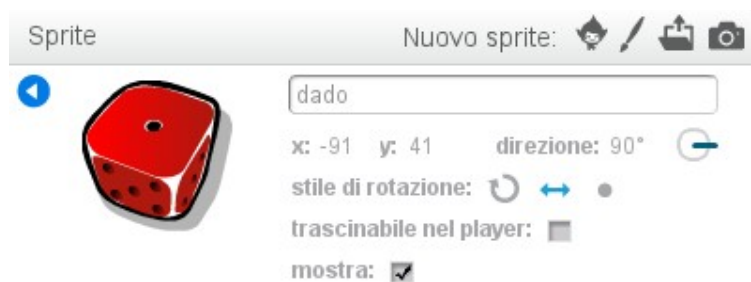 Sprite Nuovo sprite:
dado
x: -91 y: 41 direzione: 90°
stile di rotazione:
trascinabile nel player:
mostra: